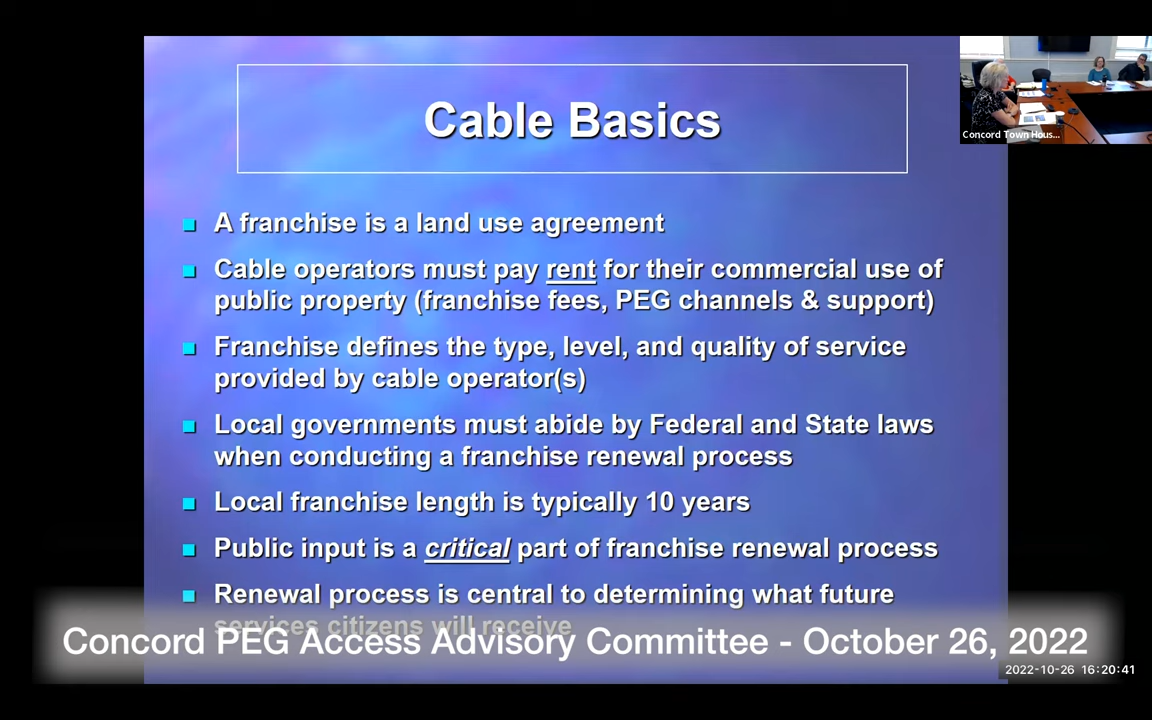 Cable Basics
A franchise is a land use agreement
Cable operators must pay rent for their commercial use of
public property (franchise fees, PEG channels & support)
Franchise defines the type, level, and quality of service
provided by cable operator(s)
Local governments must abide by Federal and State laws
when conducting a franchise renewal process
Local franchise length is typically 10 years
Public input is a critical part of franchise renewal process
Renewal process is central to determining what future
services citizens will receive
Concord Town Hous...
Concord PEG Access Advisory Committee - October 26, 2022
2022-10-26 16:20:41